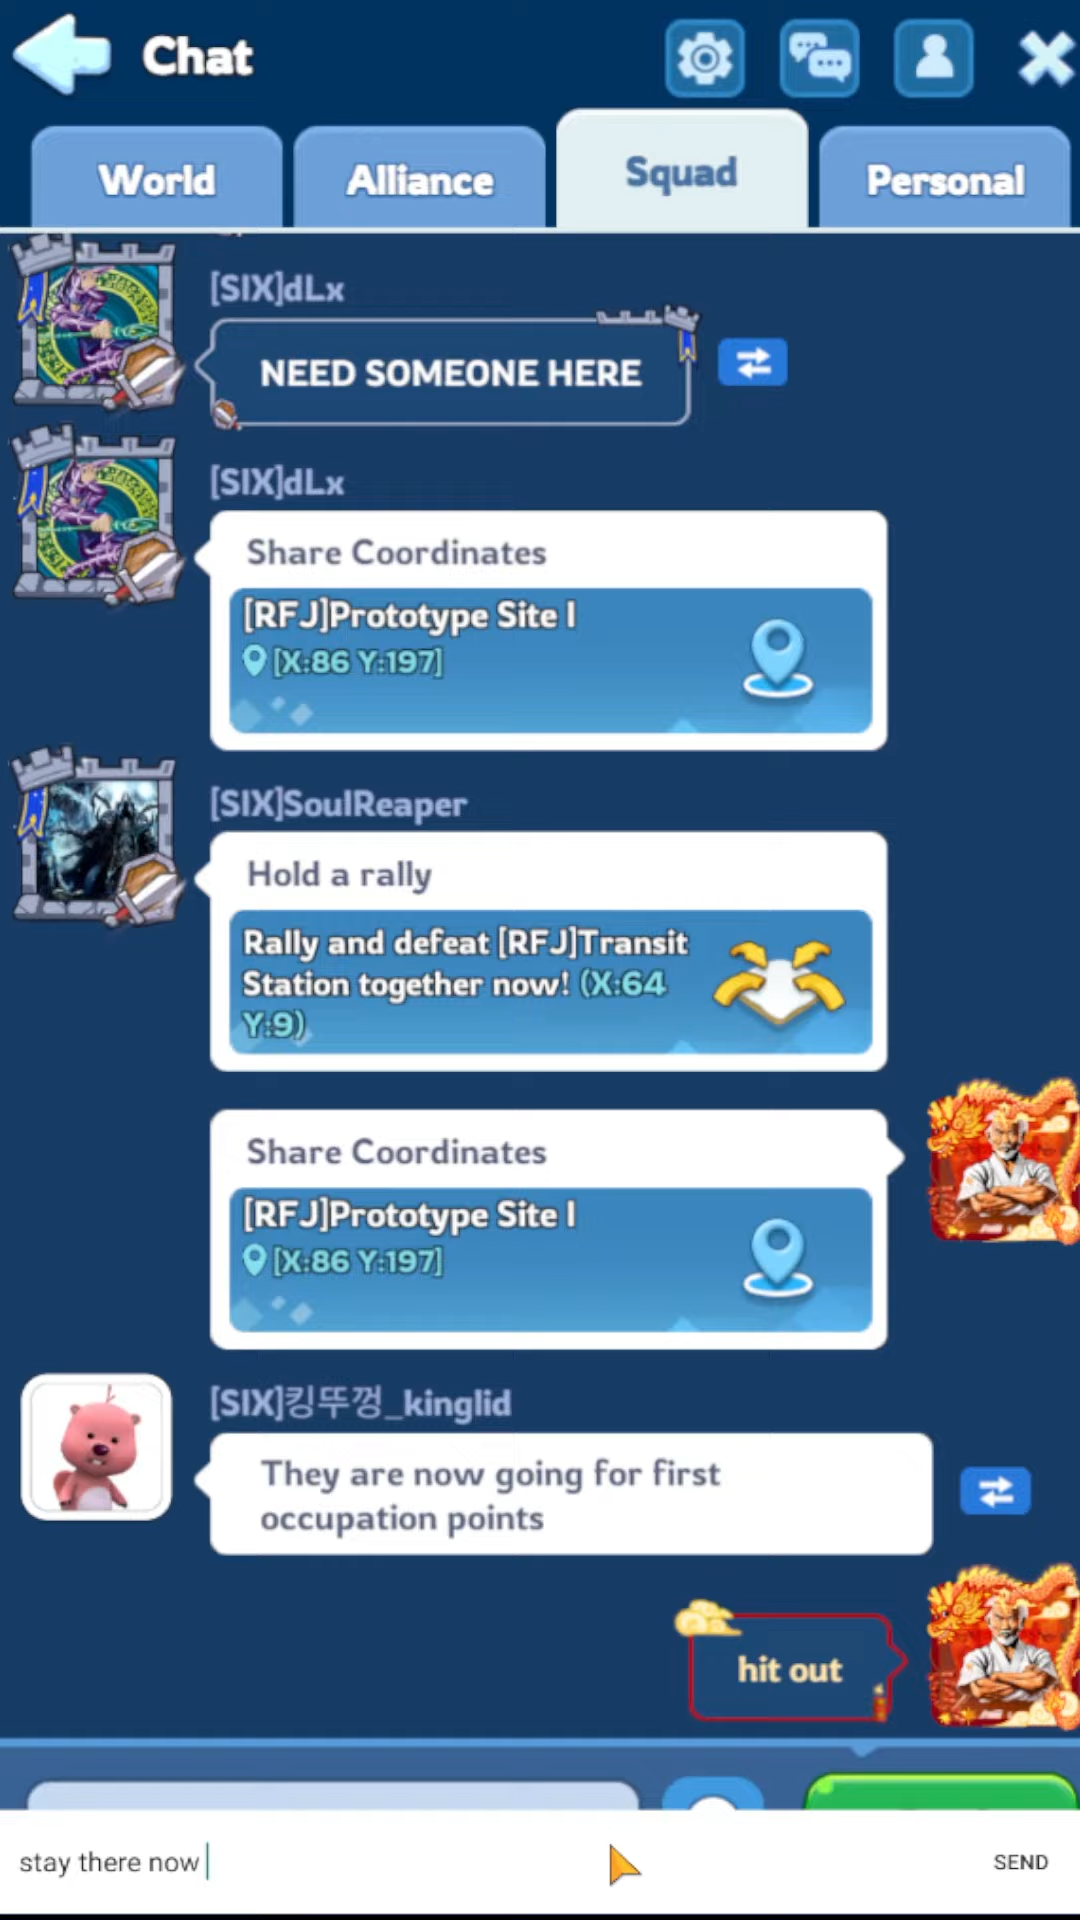 Chat
World
Alliance
Squad
Personal
[SIX]dLx
NEED SOMEONE HERE
[SIX]dLx
Share Coordinates
[RFJ]Prototype Site I
[X:86 Y:197]
[SIX]SoulReaper
Hold a rally
Rally and defeat [RFJ]Transit
Station together now! (X:64
Y:9)
Share Coordinates
[RFJ]Prototype Site I
[X:86 Y:197]
[SIX]킹뚜껑_kinglid
They are now going for first
occupation points
hit out
stay there now
SEND